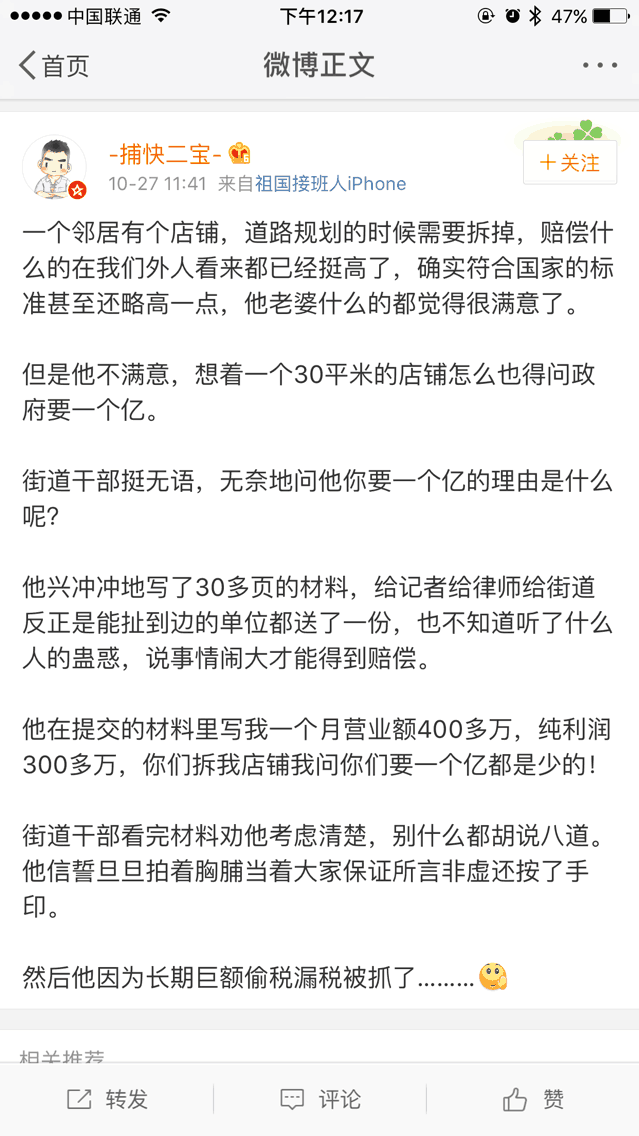 中国联通 下午12:17 47%
首页 微博正文
-捕快二宝-
+关注
10-27 11:41 来自祖国接班人iPhone
一个邻居有个店铺，道路规划的时候需要拆掉，赔偿什
么的在我们外人看来都已经挺高了，确实符合国家的标
准甚至还略高一点，他老婆什么的都觉得很满意了。
但是他不满意，想着一个30平米的店铺怎么也得问政
府要一个亿。
街道干部挺无语，无奈地问他你要一个亿的理由是什么
呢？
他兴冲冲地写了30多页的材料，给记者给律师给街道
反正是能扯到边的单位都送了一份，也不知道听了什么
人的蛊惑，说事情闹大才能得到赔偿。
他在提交的材料里写我一个月营业额400多万，纯利润
300多万，你们拆我店铺我问你们要一个亿都是少的！
街道干部看完材料劝他考虑清楚，别什么都胡说八道。
他信誓旦旦拍着胸脯当着大家保证所言非虚还按了手
印。
然后他因为长期巨额偷税漏税被抓了………
相关推荐
转发 评论 赞